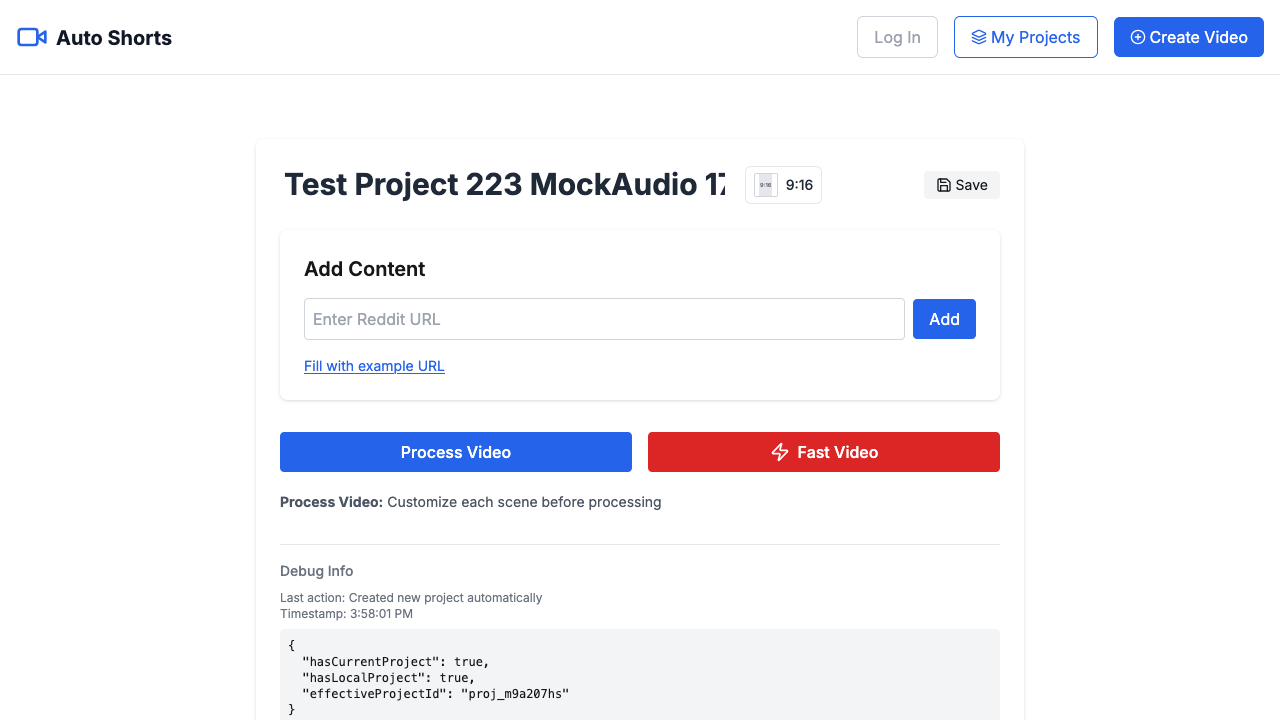 Auto Shorts
Log In
My Projects
Create Video
Test Project 223 MockAudio 17
9:16
9:16
Save
Add Content
Enter Reddit URL
Add
Fill with example URL
Process Video
Fast Video
Process Video: Customize each scene before processing
Debug Info
Last action: Created new project automatically
Timestamp: 3:58:01 PM
{
  "hasCurrentProject": true,
  "hasLocalProject": true,
  "effectiveProjectId": "proj_m9a207hs"
}